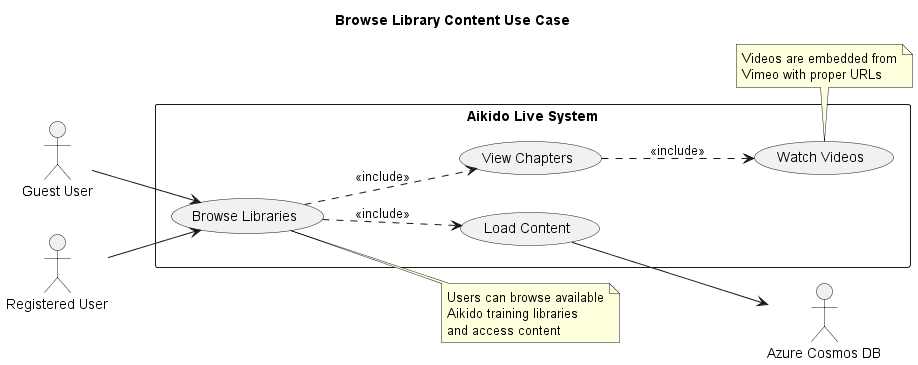 Browse Library Content Use Case
Videos are embedded from
Vimeo with proper URLs
Aikido Live System
«include»
View Chapters
Watch Videos
«include»
Guest User
Browse Libraries
«include»
Load Content
Registered User
Users can browse available
Aikido training libraries
and access content
Azure Cosmos DB